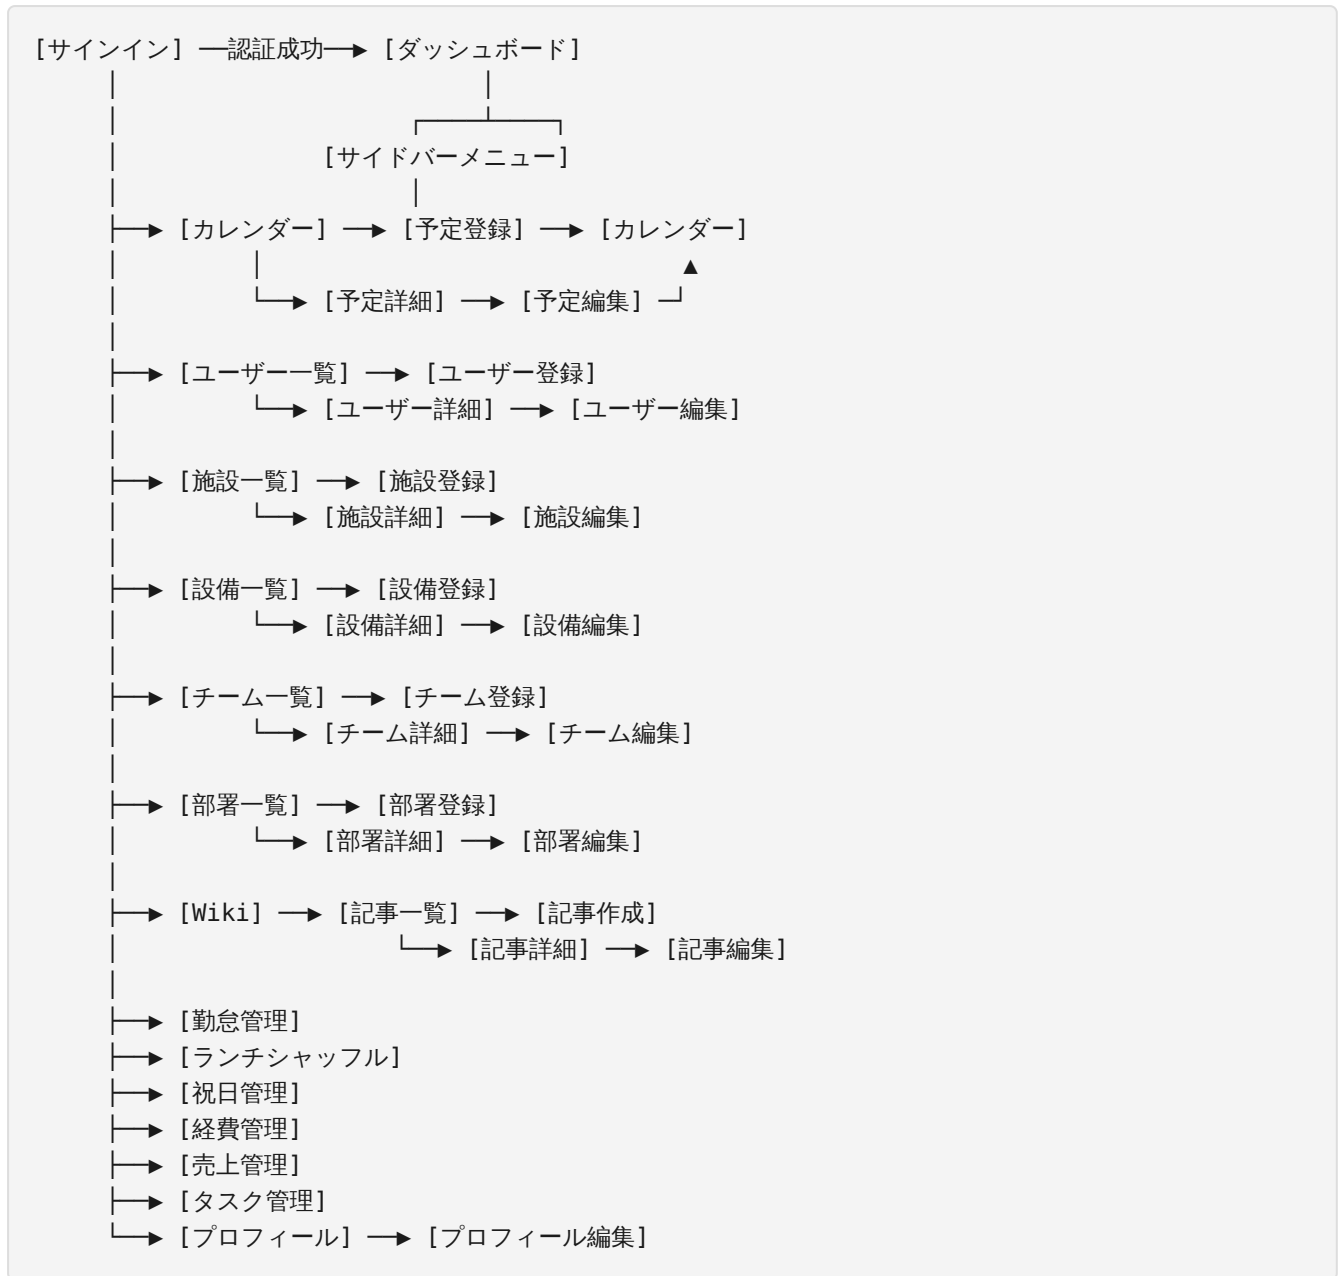 [サインイン] ──認証成功──▶ [ダッシュボード]
[サイドバーメニュー]
├──▶ [カレンダー] ──▶ [予定登録] ──▶ [カレンダー]
└──▶ [予定詳細] ──▶ [予定編集] ─┘
├──▶ [ユーザー一覧] ──▶ [ユーザー登録]
└──▶ [ユーザー詳細] ──▶ [ユーザー編集]
├──▶ [施設一覧] ──▶ [施設登録]
└──▶ [施設詳細] ──▶ [施設編集]
├──▶ [設備一覧] ──▶ [設備登録]
└──▶ [設備詳細] ──▶ [設備編集]
├──▶ [チーム一覧] ──▶ [チーム登録]
└──▶ [チーム詳細] ──▶ [チーム編集]
├──▶ [部署一覧] ──▶ [部署登録]
└──▶ [部署詳細] ──▶ [部署編集]
├──▶ [Wiki] ──▶ [記事一覧] ──▶ [記事作成]
└──▶ [記事詳細] ──▶ [記事編集]
├──▶ [勤怠管理]
├──▶ [ランチシャッフル]
├──▶ [祝日管理]
├──▶ [経費管理]
├──▶ [売上管理]
├──▶ [タスク管理]
└──▶ [プロフィール] ──▶ [プロフィール編集]